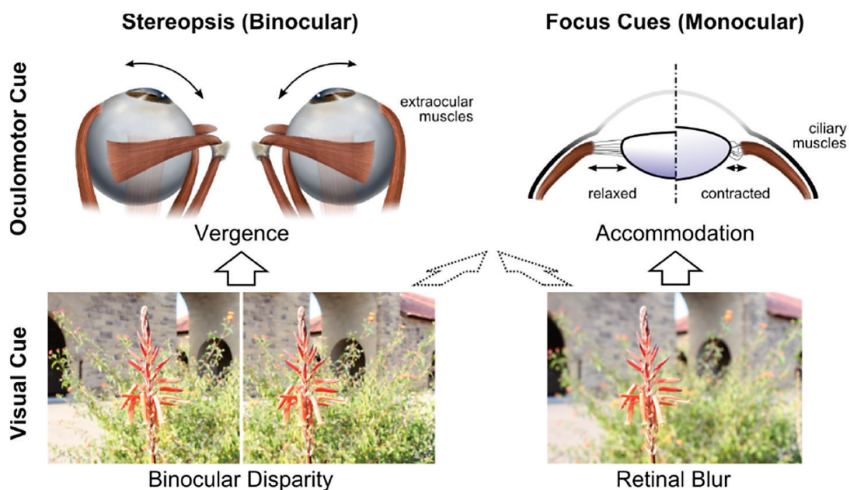 Stereopsis (Binocular)
Focus Cues (Monocular)
Oculomotor Cue
extraocular
muscles
ciliary
muscles
relaxed
contracted
Vergence
Accommodation
Visual Cue
Binocular Disparity
Retinal Blur